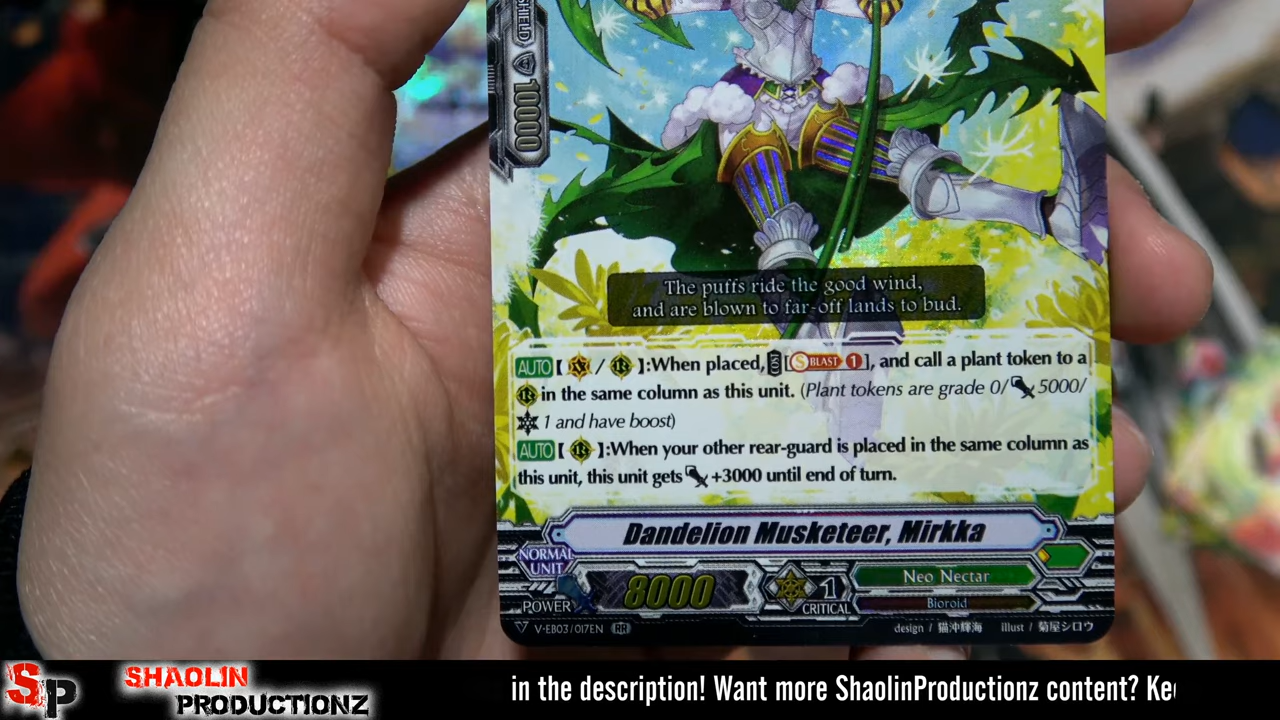 SHIELD
10000
The puffs ride the good wind,
and are blown to far-off lands to bud.
AUTO【 / R 】:When placed, COST [S BLAST 1], and call a plant token to a
R in the same column as this unit. (Plant tokens are grade 0/ 5000/
1 and have boost)
AUTO【 R 】:When your other rear-guard is placed in the same column as
this unit, this unit gets +3000 until end of turn.
Dandelion Musketeer, Mirkka
NORMAL
UNIT
POWER 8000
1
CRITICAL
Neo Nectar
Bioroid
V-EB03/017EN RR
design / 猫沖輝海 illust / 菊屋シロウ
SP
SHAOLIN
PRODUCTIONZ
in the description! Want more ShaolinProductionz content? Kee